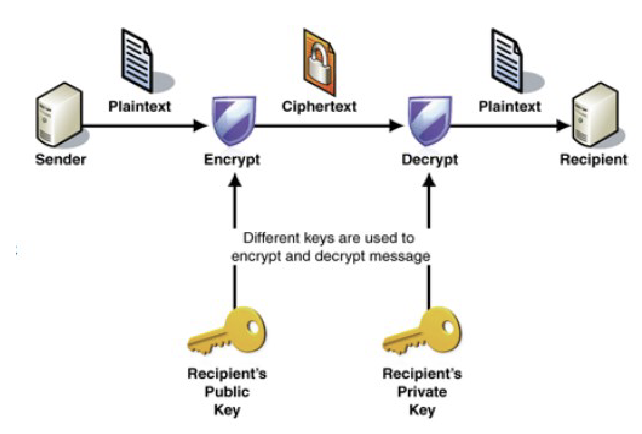 Plaintext
Ciphertext
Plaintext
Sender
Encrypt
Decrypt
Recipient
Different keys are used to
encrypt and decrypt message
Recipient's
Public
Key
Recipient's
Private
Key